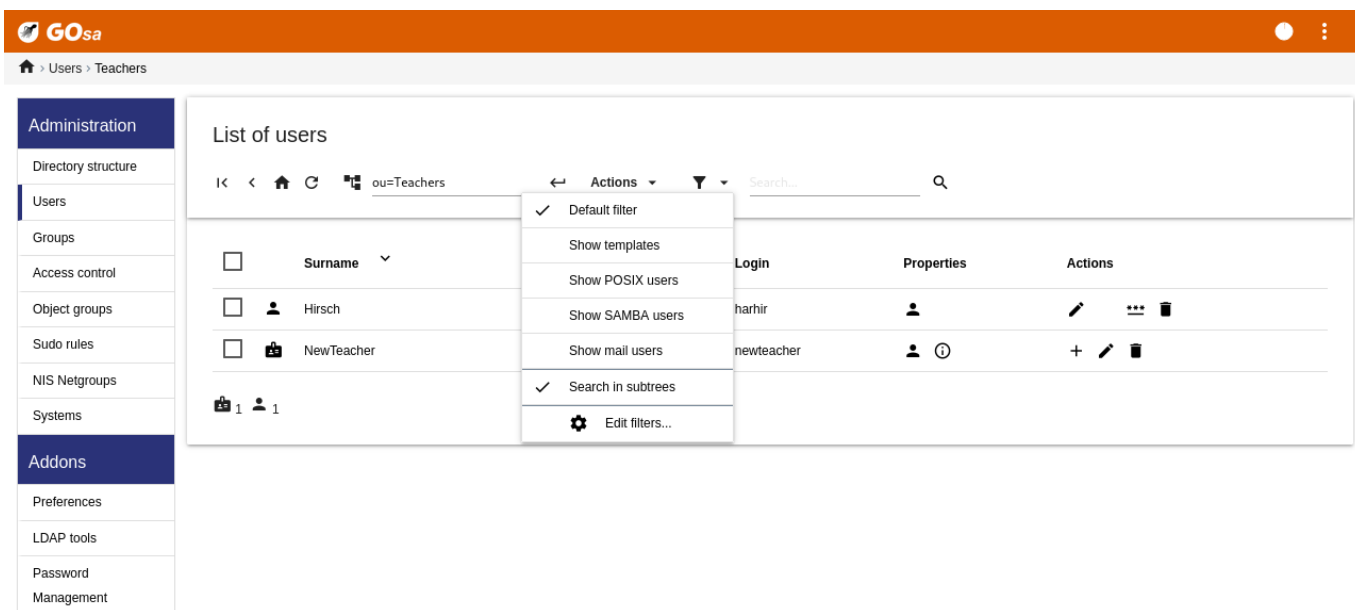 GOsa
Users › Teachers
Administration
Directory structure
Users
Groups
Access control
Object groups
Sudo rules
NIS Netgroups
Systems
Addons
Preferences
LDAP tools
Password
Management
List of users
ou=Teachers Actions Search...
Default filter
Show templates
Show POSIX users
Show SAMBA users
Show mail users
Search in subtrees
Edit filters...
Surname Login Properties Actions
Hirsch harhir
NewTeacher newteacher
1 1